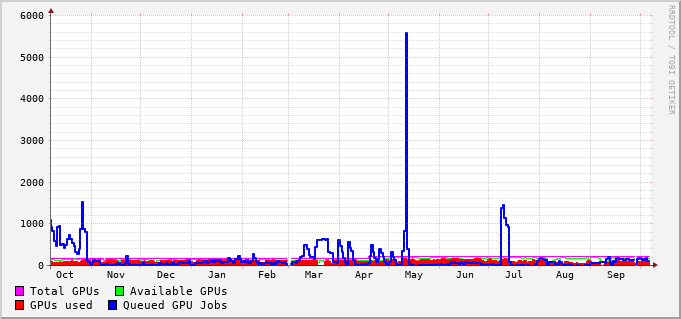 6000
5000
4000
3000
2000
1000
0
Oct Nov Dec Jan Feb Mar Apr May Jun Jul Aug Sep
Total GPUs Available GPUs
GPUs used Queued GPU Jobs
RRDTOOL / TOBI OETIKER